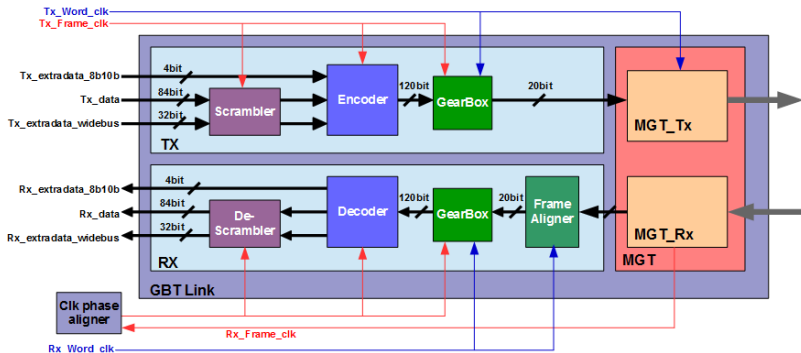 Tx_Word_clk
Tx_Frame_clk
Tx_extradata_8b10b
4bit
Tx_data
84bit
Tx_extradata_widebus
32bit
Scrambler
Encoder
120bit
GearBox
20bit
MGT_Tx
TX
Rx_extradata_8b10b
4bit
Rx_data
84bit
Rx_extradata_widebus
32bit
De-
Scrambler
Decoder
120bit
GearBox
20bit
Frame
Aligner
MGT_Rx
RX
MGT
GBT Link
Clk phase
aligner
Rx_Frame_clk
Rx_Word_clk